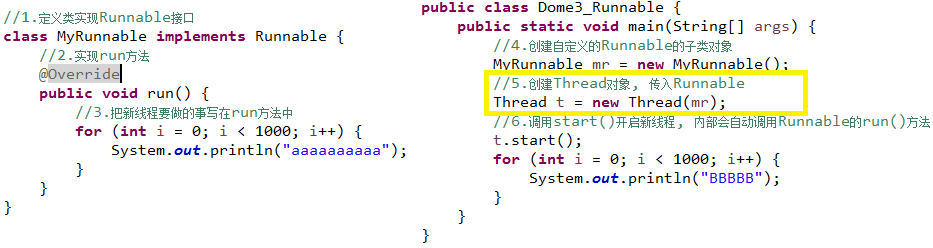 //1.定义类实现Runnable接口
class MyRunnable implements Runnable {
//2.实现run方法
@Override
public void run() {
//3.把新线程要做的事写在run方法中
for (int i = 0; i < 1000; i++) {
System.out.println("aaaaaaaaaa");
}
}
}
public class Dome3_Runnable {
public static void main(String[] args) {
//4.创建自定义的Runnable的子类对象
MyRunnable mr = new MyRunnable();
//5.创建Thread对象, 传入Runnable
Thread t = new Thread(mr);
//6.调用start()开启新线程, 内部会自动调用Runnable的run()方法
t.start();
for (int i = 0; i < 1000; i++) {
System.out.println("BBBBB");
}
}
}